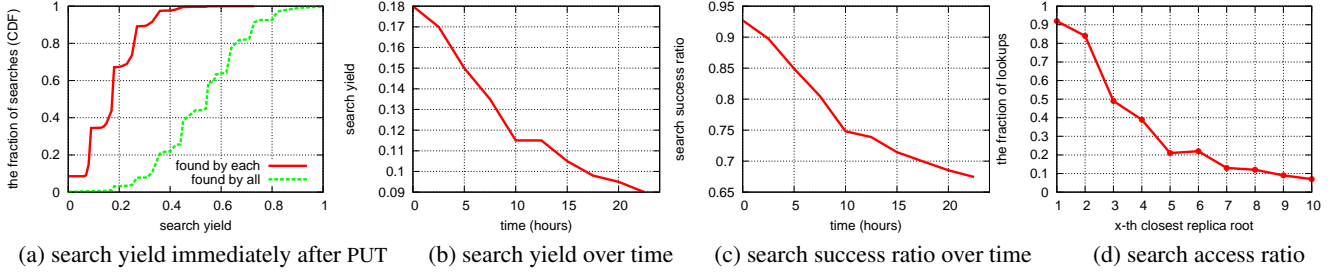 the fraction of searches (CDF)
1
0.8
0.6
0.4
0.2
0
found by each
found by all
0 0.2 0.4 0.6 0.8 1
search yield
(a) search yield immediately after PUT
search yield
0.18
0.17
0.16
0.15
0.14
0.13
0.12
0.11
0.1
0.09
0 5 10 15 20
time (hours)
(b) search yield over time
search success ratio
0.95
0.9
0.85
0.8
0.75
0.7
0.65
0 5 10 15 20
time (hours)
(c) search success ratio over time
the fraction of lookups
1
0.9
0.8
0.7
0.6
0.5
0.4
0.3
0.2
0.1
0
1 2 3 4 5 6 7 8 9 10
x-th closest replica root
(d) search access ratio